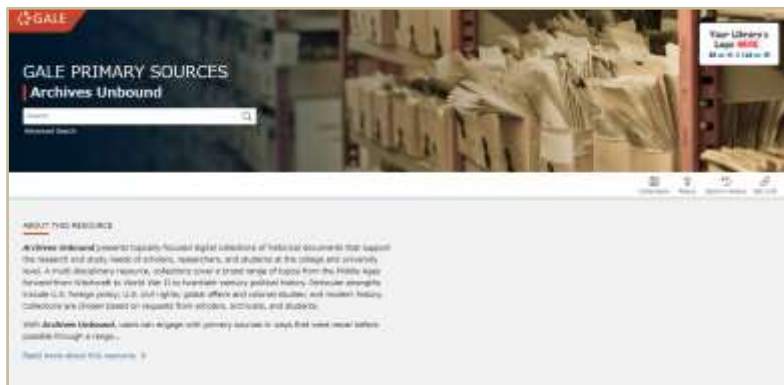 GALE
Your Library's
Logo HERE
GALE PRIMARY SOURCES
Archives Unbound
Search
Advanced Search
ABOUT THIS RESOURCE
Archives Unbound presents topically-focused digital collections of historical documents that support
the research and study needs of scholars, researchers, and students at the college and university
level. A multi disciplinary resource, collections cover a broad range of topics from the Middle Ages
forward-from Witchcraft to World War II to twentieth-century political history. Particular strengths
include U.S. foreign policy; U.S. civil rights; global affairs and colonial studies; and modern history.
Collections are chosen based on requests from scholars, archivists, and students.
With Archives Unbound, users can engage with primary sources in ways that were never before
possible through a range...
Read more about this resource